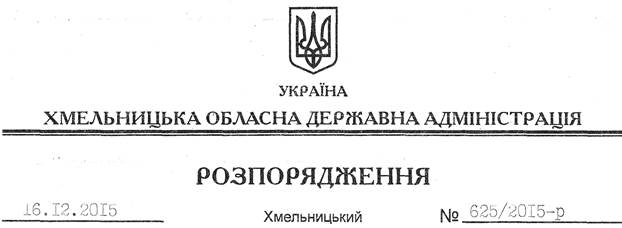 УКРАЇНА
ХМЕЛЬНИЦЬКА ОБЛАСНА ДЕРЖАВНА АДМІНІСТРАЦІЯ
РОЗПОРЯДЖЕННЯ
16.12.2015 Хмельницький № 625/2015-р